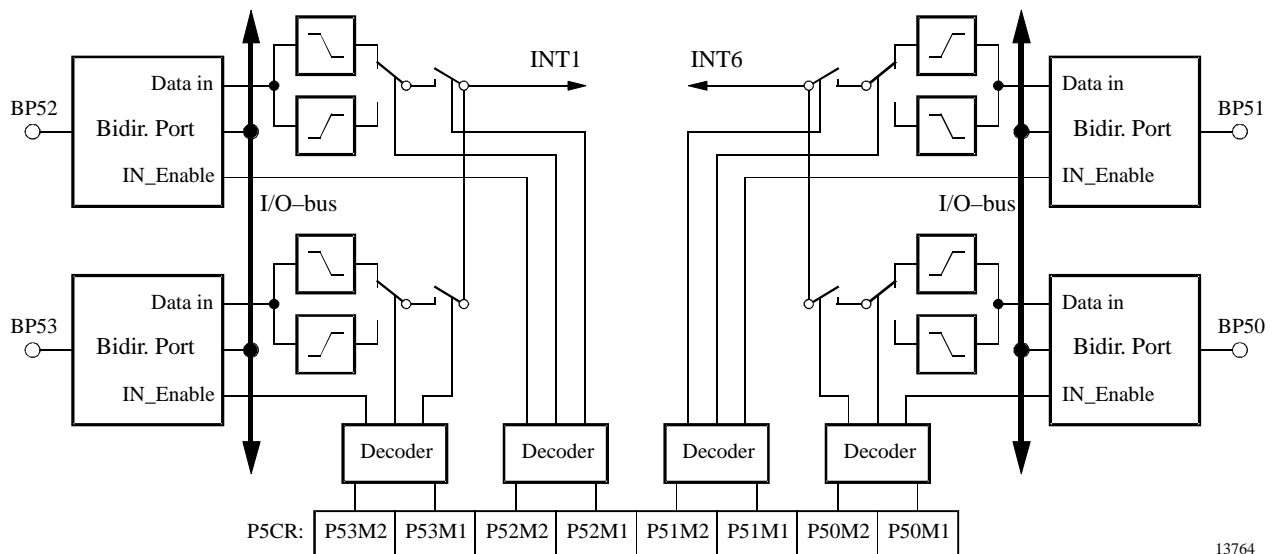 INT1
INT6
BP52
Data in
Bidir. Port
IN_Enable
Data in
Bidir. Port
IN_Enable
BP51
I/O–bus
I/O–bus
BP53
Data in
Bidir. Port
IN_Enable
Data in
Bidir. Port
IN_Enable
BP50
Decoder
Decoder
Decoder
Decoder
P5CR: P53M2 P53M1 P52M2 P52M1 P51M2 P51M1 P50M2 P50M1
13764